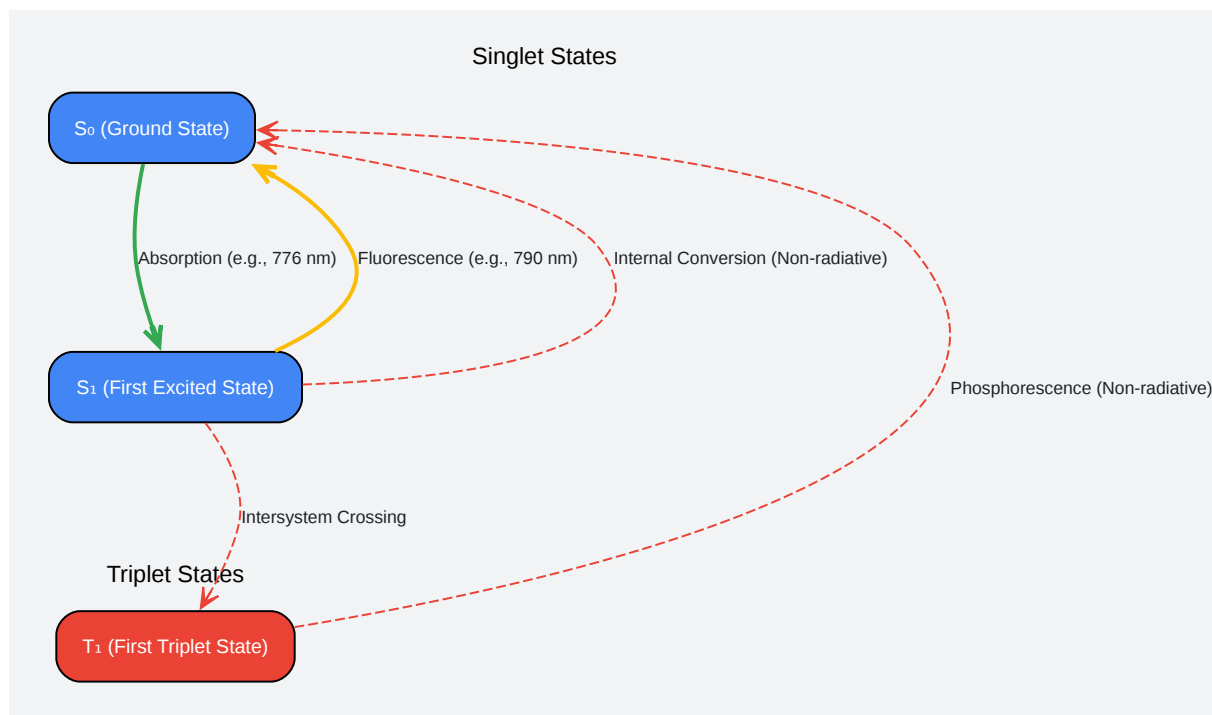 Singlet States
S₀ (Ground State)
Absorption (e.g., 776 nm)
Fluorescence (e.g., 790 nm)
Internal Conversion (Non-radiative)
S₁ (First Excited State)
Phosphorescence (Non-radiative)
Intersystem Crossing
Triplet States
T₁ (First Triplet State)